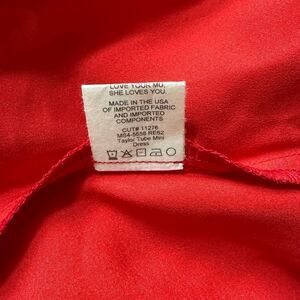 LOVE YOUR MU,
SHE LOVES YOU.
MADE IN THE USA
OF IMPORTED FABRIC
AND IMPORTED
COMPONENTS
CUT# 11276
MS4-5658 RE62
Taylor Tube Mini
Dress